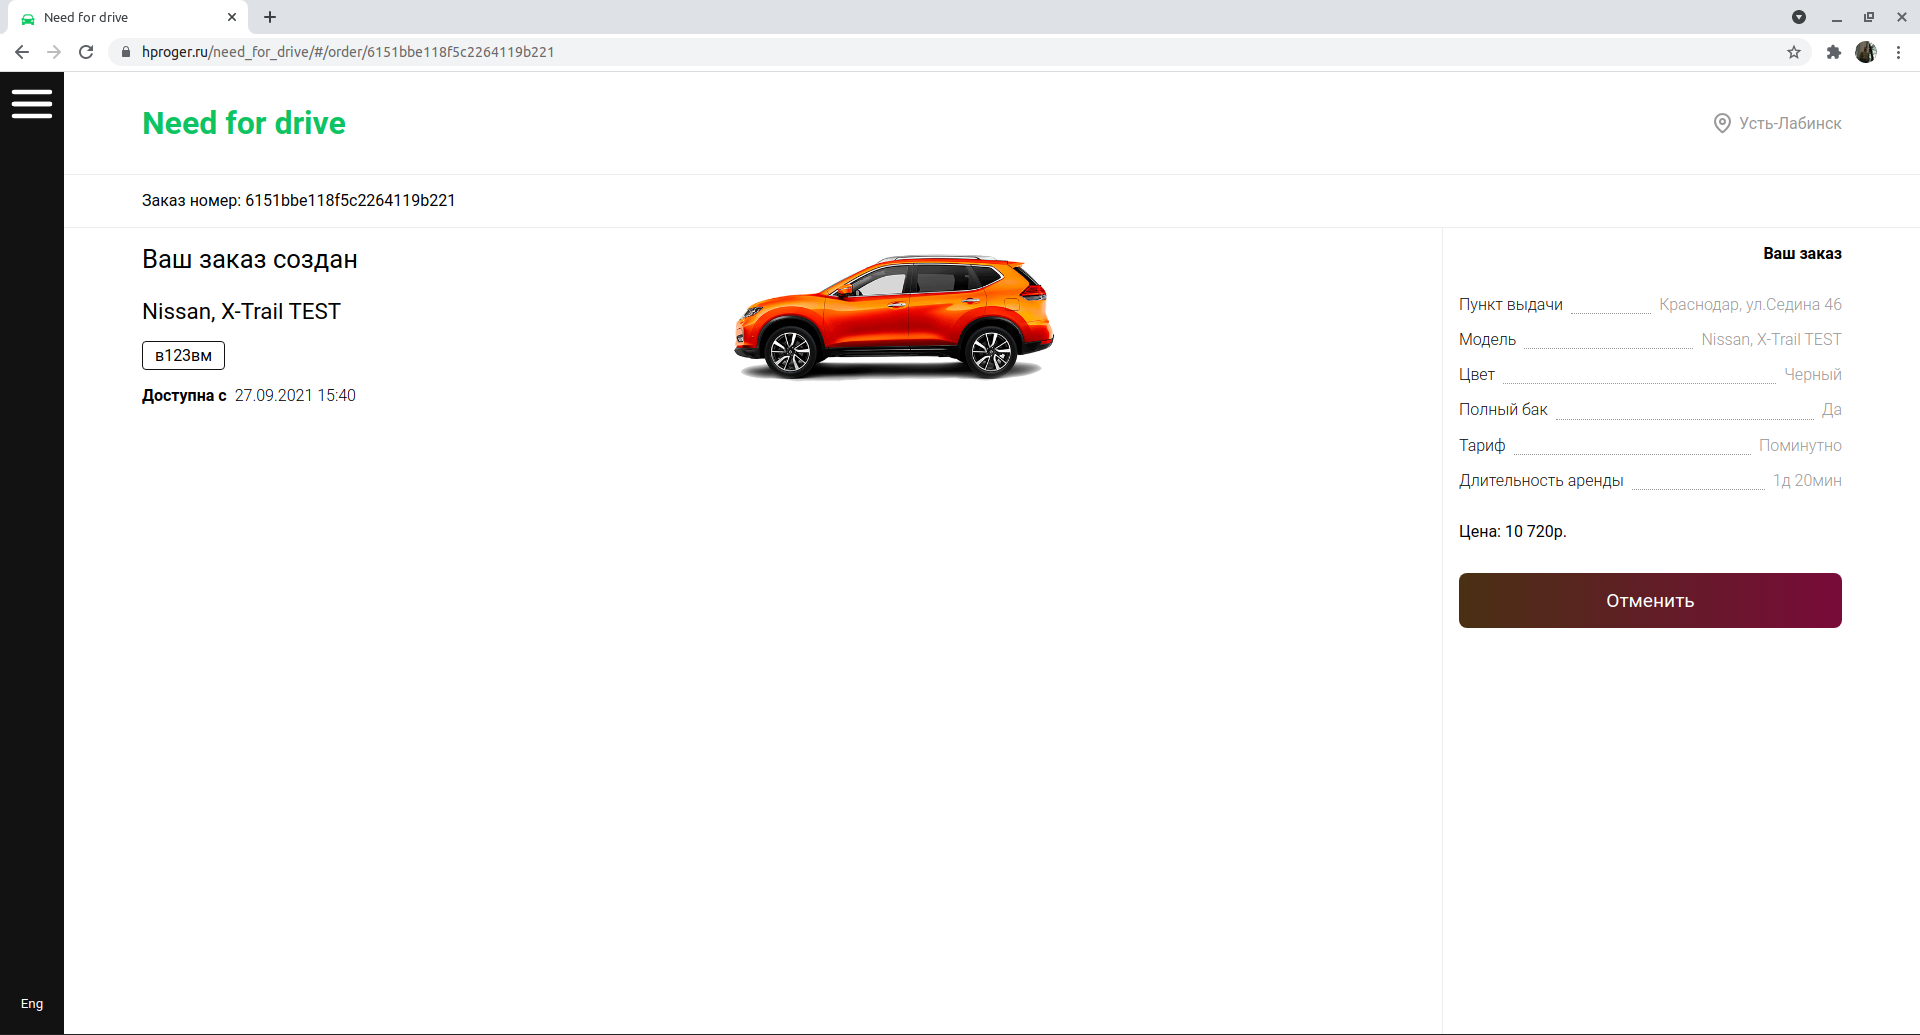 Need for drive
hproger.ru/need_for_drive/#/order/6151bbe118f5c2264119b221
Need for drive
Усть-Лабинск
Заказ номер: 6151bbe118f5c2264119b221
Ваш заказ создан
Nissan, X-Trail TEST
в123вм
Доступна с 27.09.2021 15:40
Ваш заказ
Пункт выдачи Краснодар, ул.Седина 46
Модель Nissan, X-Trail TEST
Цвет Черный
Полный бак Да
Тариф Поминутно
Длительность аренды 1д 20мин
Цена: 10 720р.
Отменить
Eng